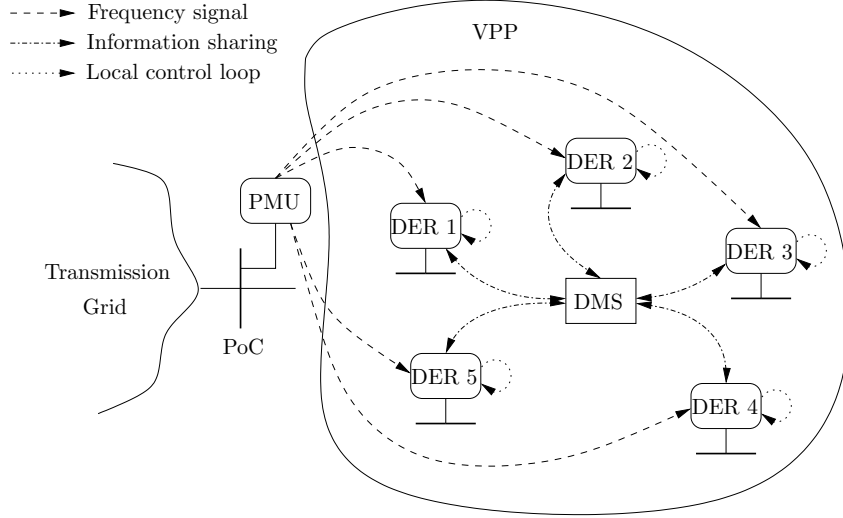 Frequency signal
Information sharing
Local control loop
VPP
PMU
DER 1
DER 2
DER 3
Transmission
Grid
DMS
PoC
DER 5
DER 4